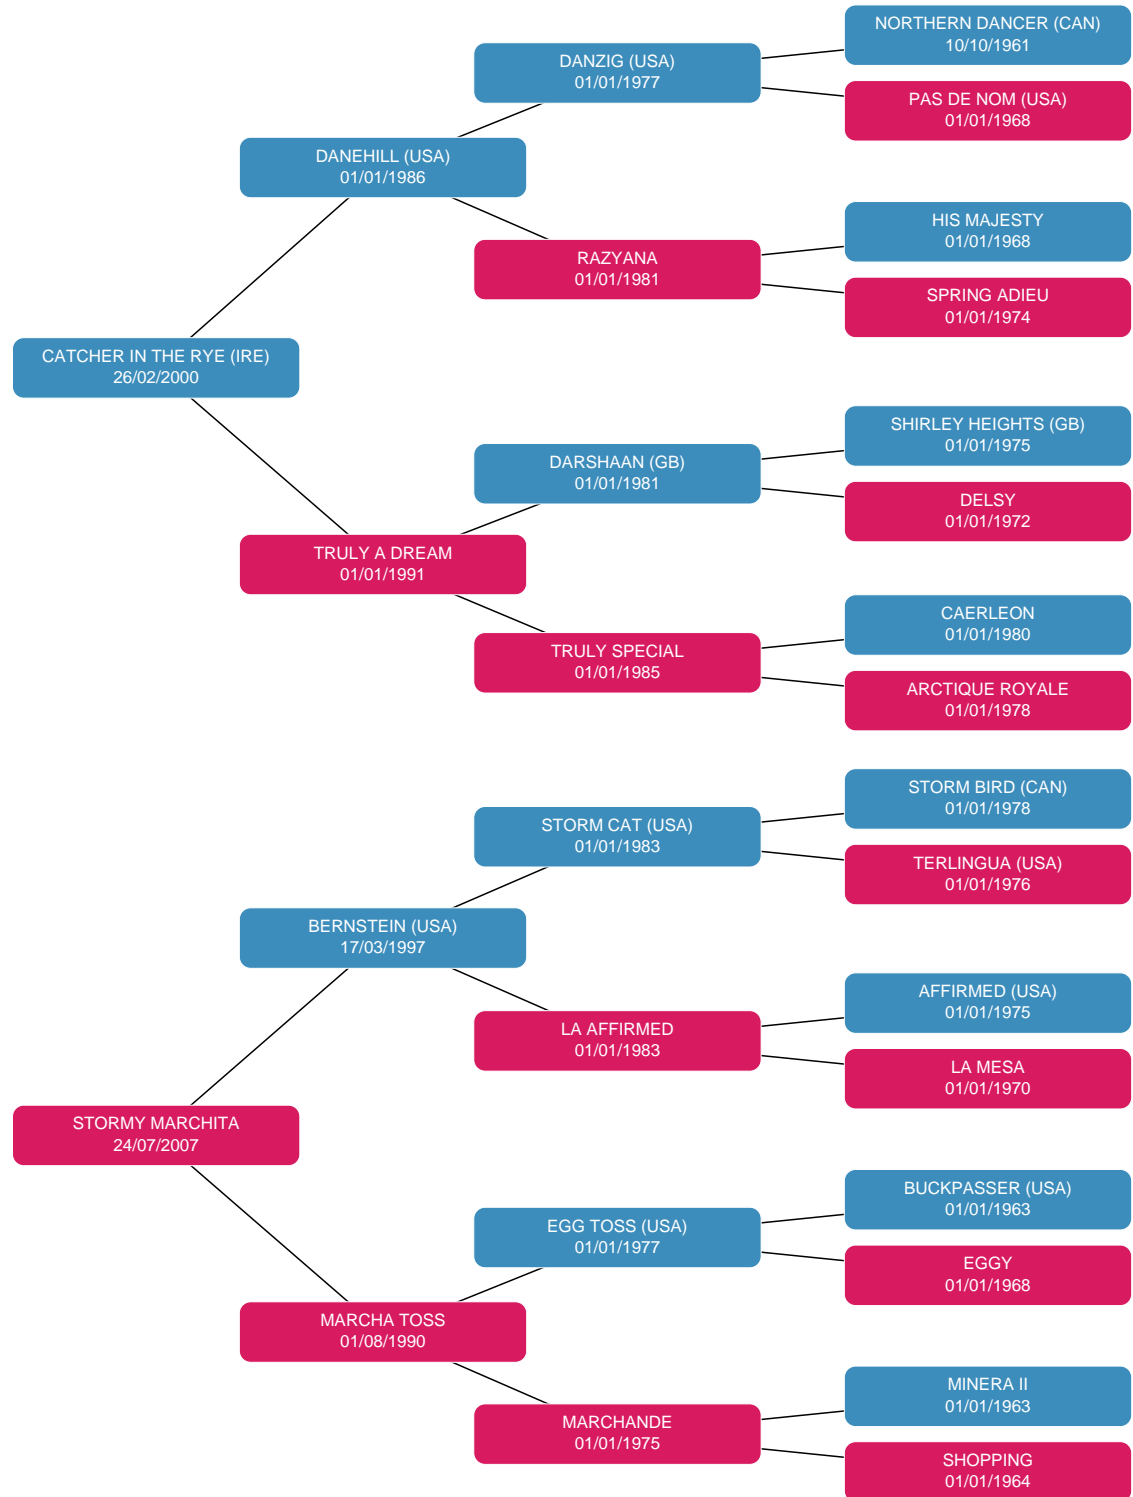 NORTHERN DANCER (CAN)
10/10/1961
DANZIG (USA)
01/01/1977
PAS DE NOM (USA)
01/01/1968
DANEHILL (USA)
01/01/1986
HIS MAJESTY
01/01/1968
RAZYANA
01/01/1981
SPRING ADIEU
01/01/1974
CATCHER IN THE RYE (IRE)
26/02/2000
SHIRLEY HEIGHTS (GB)
01/01/1975
DARSHAAN (GB)
01/01/1981
DELSY
01/01/1972
TRULY A DREAM
01/01/1991
CAERLEON
01/01/1980
TRULY SPECIAL
01/01/1985
ARCTIQUE ROYALE
01/01/1978
STORM BIRD (CAN)
01/01/1978
STORM CAT (USA)
01/01/1983
TERLINGUA (USA)
01/01/1976
BERNSTEIN (USA)
17/03/1997
AFFIRMED (USA)
01/01/1975
LA AFFIRMED
01/01/1983
LA MESA
01/01/1970
STORMY MARCHITA
24/07/2007
BUCKPASSER (USA)
01/01/1963
EGG TOSS (USA)
01/01/1977
EGGY
01/01/1968
MARCHA TOSS
01/08/1990
MINERA II
01/01/1963
MARCHANDE
01/01/1975
SHOPPING
01/01/1964